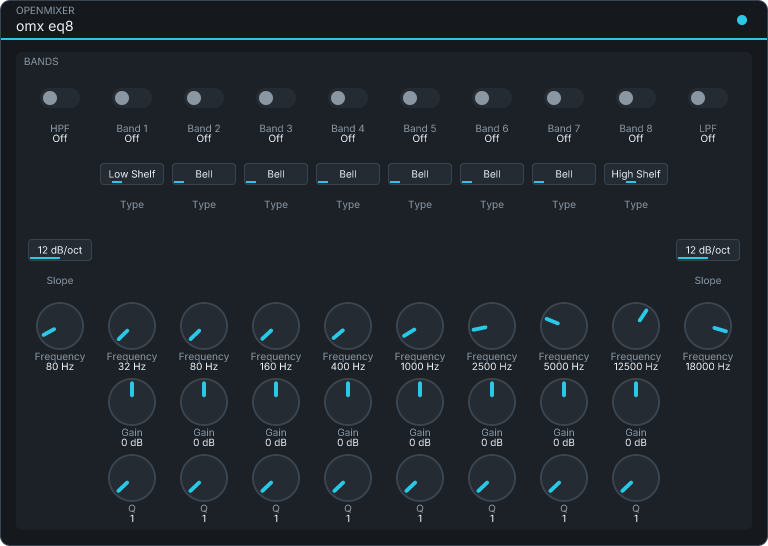 OPENMIXER
omx eq8
BANDS
HPF Band 1 Band 2 Band 3 Band 4 Band 5 Band 6 Band 7 Band 8 LPF
Off Off Off Off Off Off Off Off Off Off
Low Shelf Bell Bell Bell Bell Bell Bell High Shelf
Type Type Type Type Type Type Type Type
12 dB/oct 12 dB/oct
Slope Slope
Frequency Frequency Frequency Frequency Frequency Frequency Frequency Frequency Frequency Frequency
80 Hz 32 Hz 80 Hz 160 Hz 400 Hz 1000 Hz 2500 Hz 5000 Hz 12500 Hz 18000 Hz
Gain Gain Gain Gain Gain Gain Gain Gain
0 dB 0 dB 0 dB 0 dB 0 dB 0 dB 0 dB 0 dB
Q Q Q Q Q Q Q Q
1 1 1 1 1 1 1 1